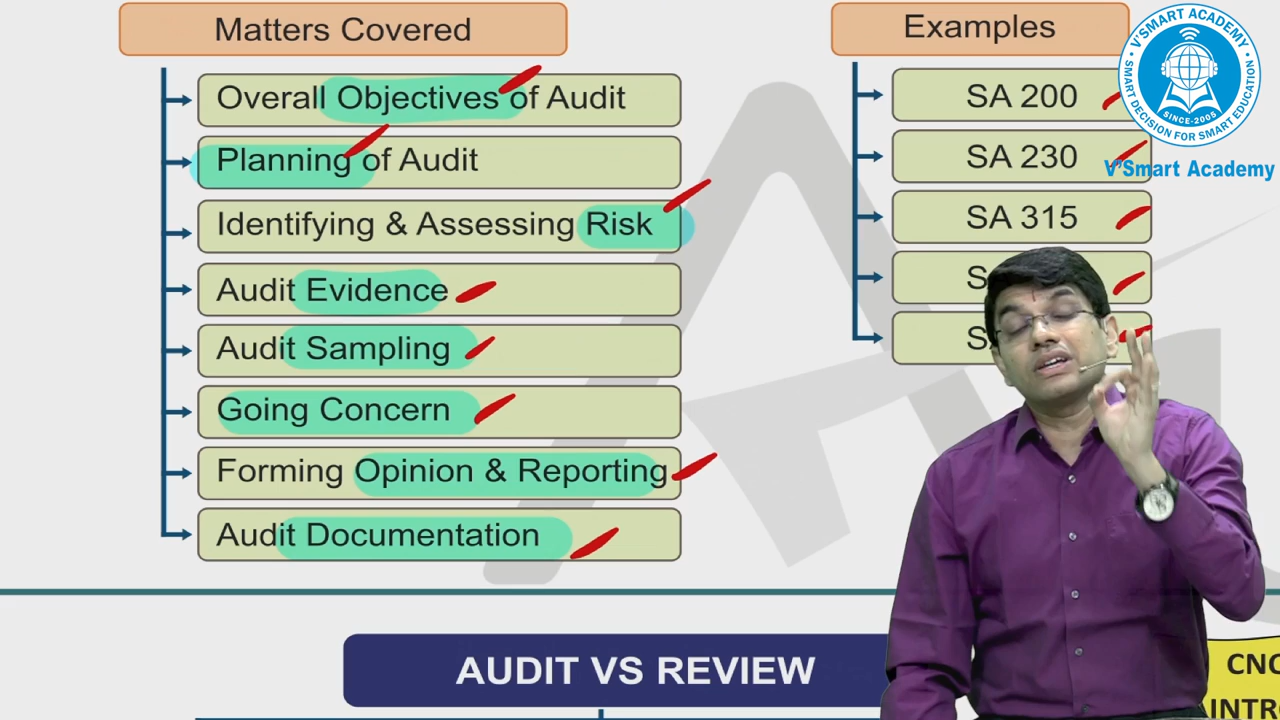 Matters Covered
Overall Objectives of Audit
Planning of Audit
Identifying & Assessing Risk
Audit Evidence
Audit Sampling
Going Concern
Forming Opinion & Reporting
Audit Documentation
Examples
SA 200
SA 230
SA 315
V'SMART ACADEMY
SINCE-2005
SMART DECISION FOR SMART EDUCATION
V'Smart Academy
AUDIT VS REVIEW